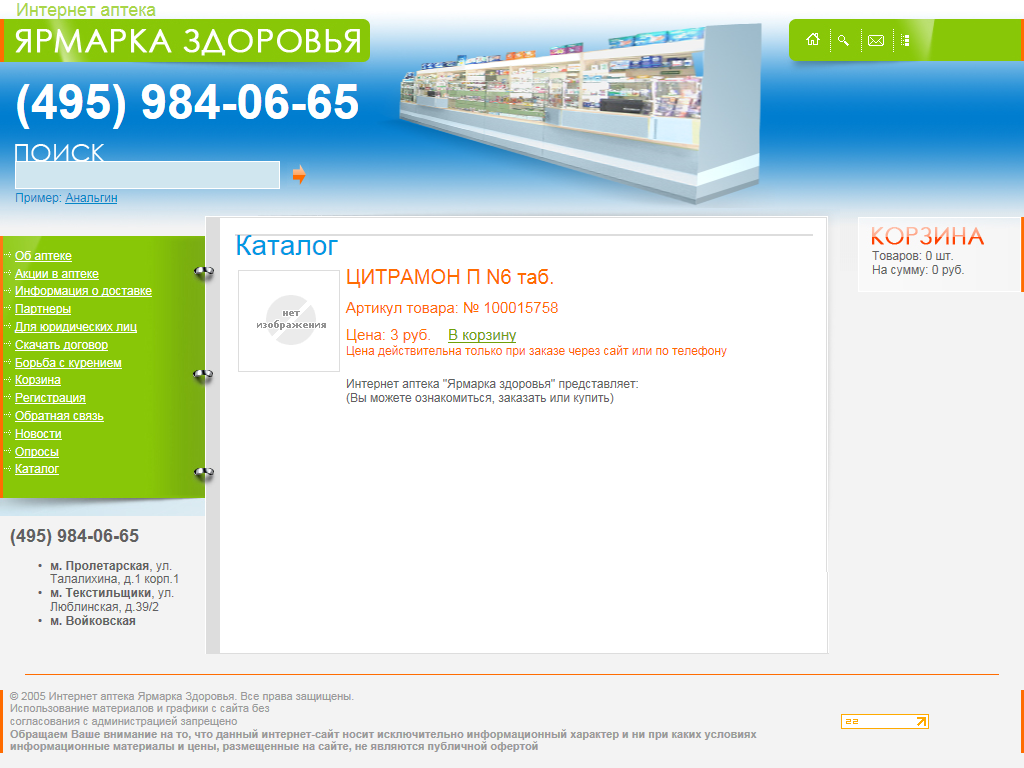 Интернет аптека
ЯРМАРКА ЗДОРОВЬЯ
(495) 984-06-65
ПОИСК
Пример: Анальгин
Об аптеке
Акции в аптеке
Информация о доставке
Партнеры
Для юридических лиц
Скачать договор
Борьба с курением
Корзина
Регистрация
Обратная связь
Новости
Опросы
Каталог
(495) 984-06-65
• м. Пролетарская, ул.
Талалихина, д.1 корп.1
• м. Текстильщики, ул.
Люблинская, д.39/2
• м. Войковская
Каталог
нет
изображения
ЦИТРАМОН П N6 таб.
Артикул товара: № 100015758
Цена: 3 руб. В корзину
Цена действительна только при заказе через сайт или по телефону
Интернет аптека "Ярмарка здоровья" представляет:
(Вы можете ознакомиться, заказать или купить)
КОРЗИНА
Товаров: 0 шт.
На сумму: 0 руб.
© 2005 Интернет аптека Ярмарка Здоровья. Все права защищены.
Использование материалов и графики с сайта без
согласования с администрацией запрещено
Обращаем Ваше внимание на то, что данный интернет-сайт носит исключительно информационный характер и ни при каких условиях
информационные материалы и цены, размещенные на сайте, не являются публичной офертой
22